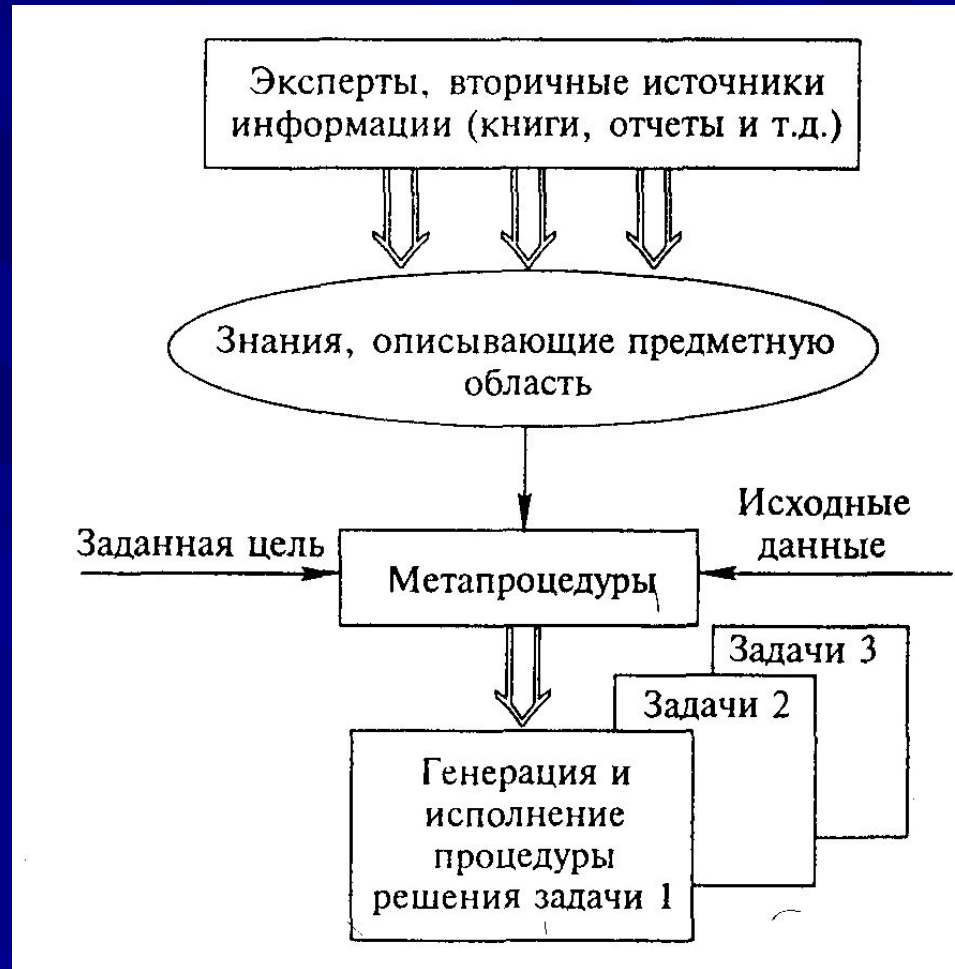 Эксперты, вторичные источники
информации (книги, отчеты и т.д.)
Знания, описывающие предметную
область
Заданная цель
Исходные
данные
Метапроцедуры
Задачи 3
Задачи 2
Генерация и
исполнение
процедуры
решения задачи 1